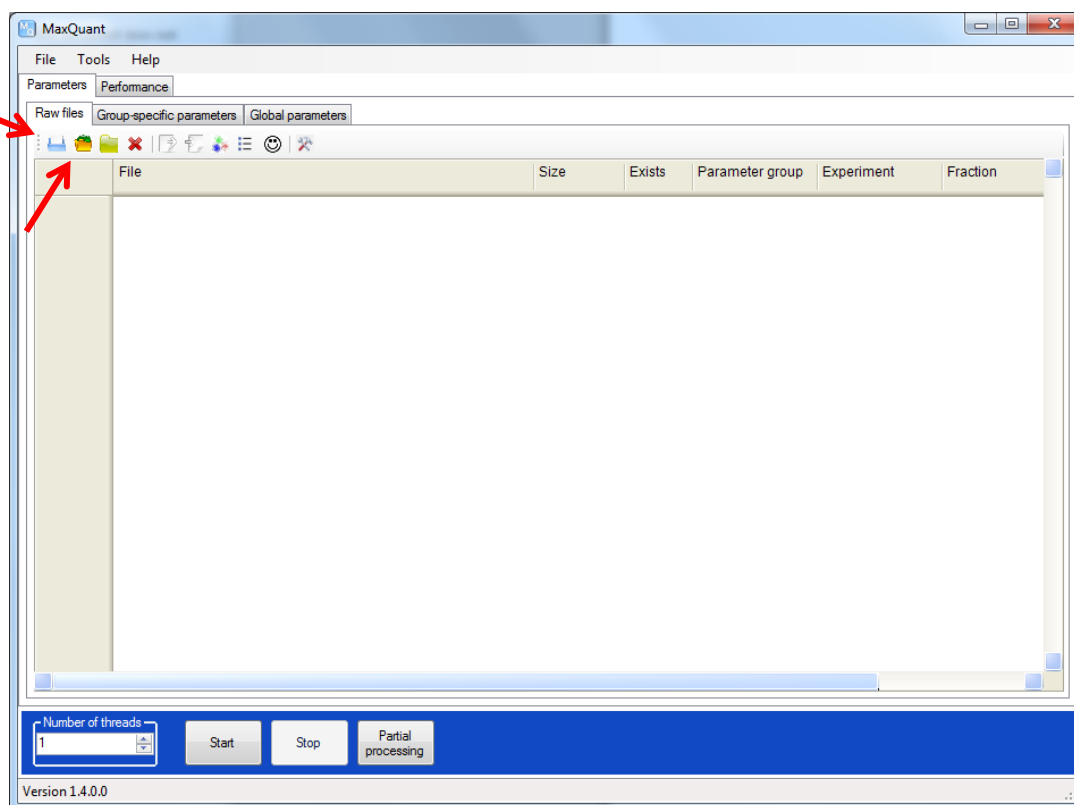 MaxQuant
File Tools Help
Parameters Performance
Raw files Group-specific parameters Global parameters
File Size Exists Parameter group Experiment Fraction
Number of threads
1
Start Stop Partial processing
Version 1.4.0.0